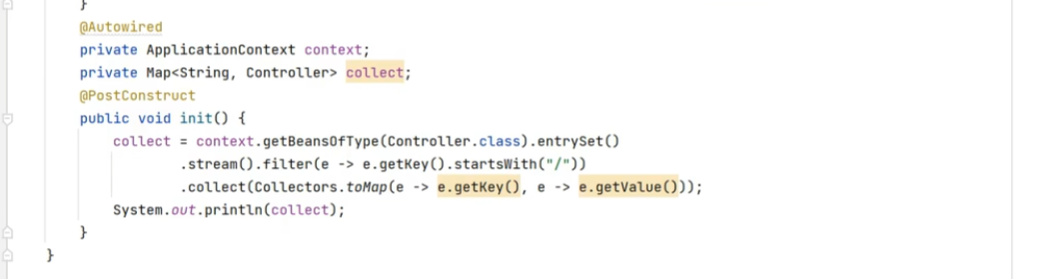 }
@Autowired
private ApplicationContext context;
private Map<String, Controller> collect;
@PostConstruct
public void init() {
collect = context.getBeansOfType(Controller.class).entrySet()
.stream().filter(e -> e.getKey().startsWith("/"))
.collect(Collectors.toMap(e -> e.getKey(), e -> e.getValue()));
System.out.println(collect);
}
}